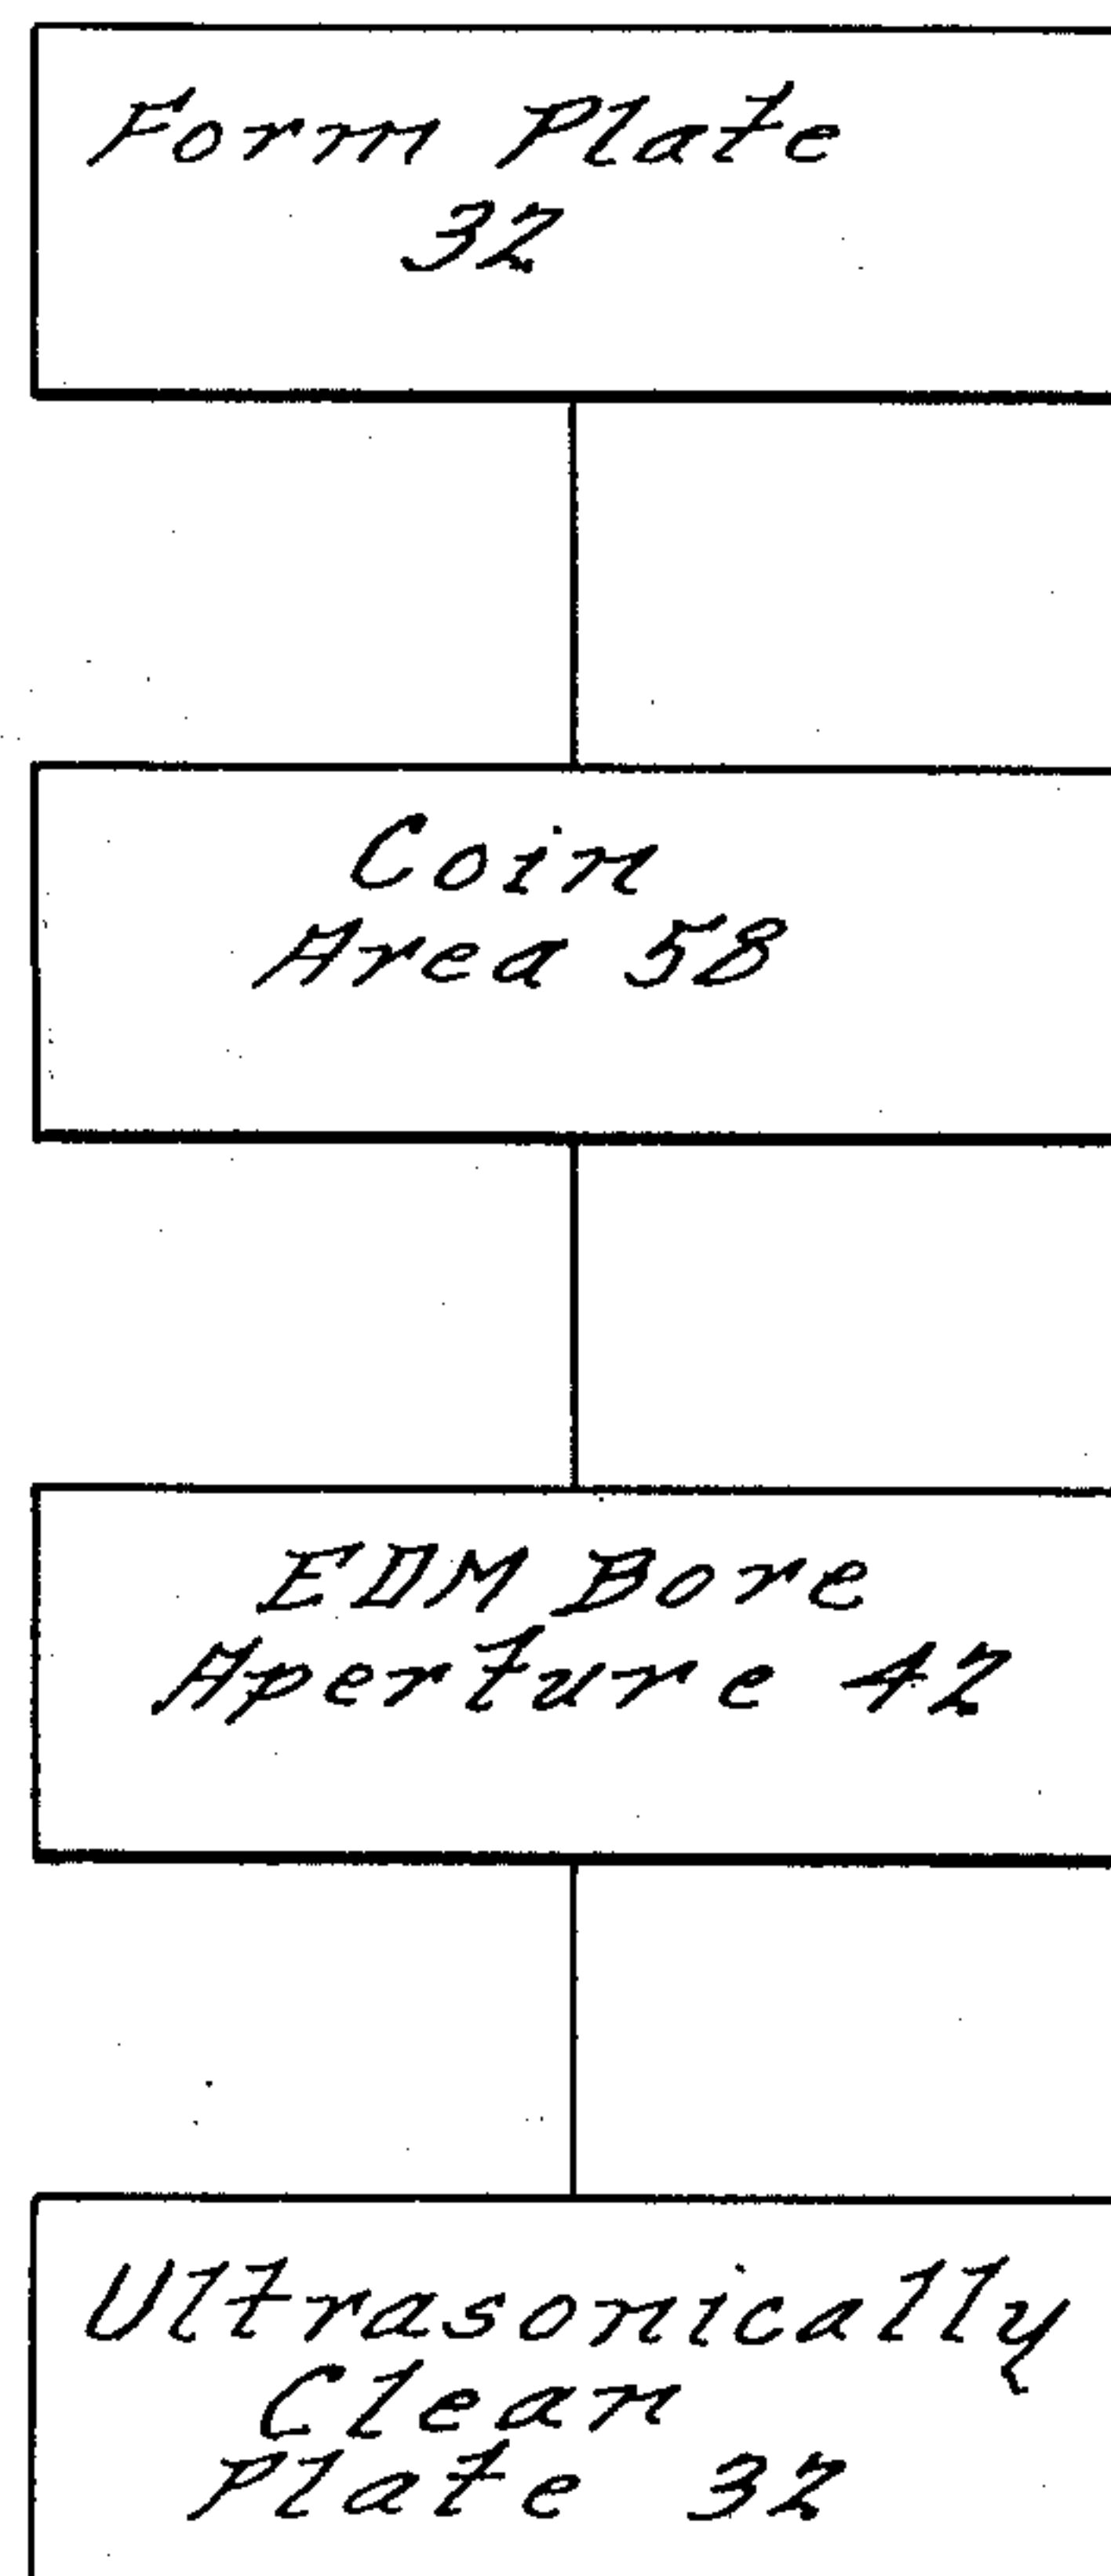 Form Plate
32
Coin
Area 58
EDM Bore
Aperture 42
Ultrasonically
Clean
Plate 32